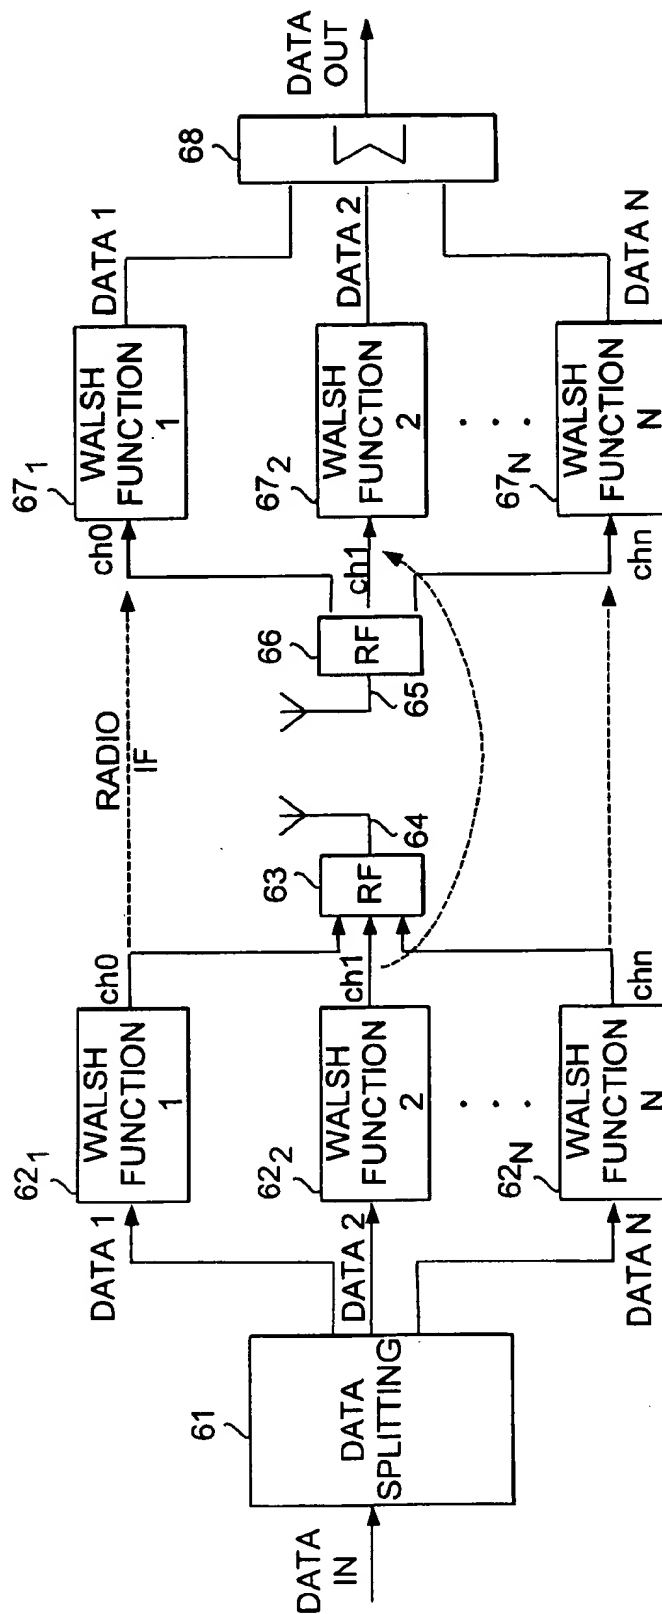 DATA
IN
61
DATA
SPLITTING
DATA 1
DATA 2
DATA N
62₁
WALSH
FUNCTION
1
62₂
WALSH
FUNCTION
2
. . .
62N
WALSH
FUNCTION
N
ch0
ch1
chn
63
RF
64
RADIO
IF
65
66
RF
ch0
ch1
chn
67₁
WALSH
FUNCTION
1
67₂
WALSH
FUNCTION
2
. . .
67N
WALSH
FUNCTION
N
DATA 1
DATA 2
DATA N
68
Σ
DATA
OUT